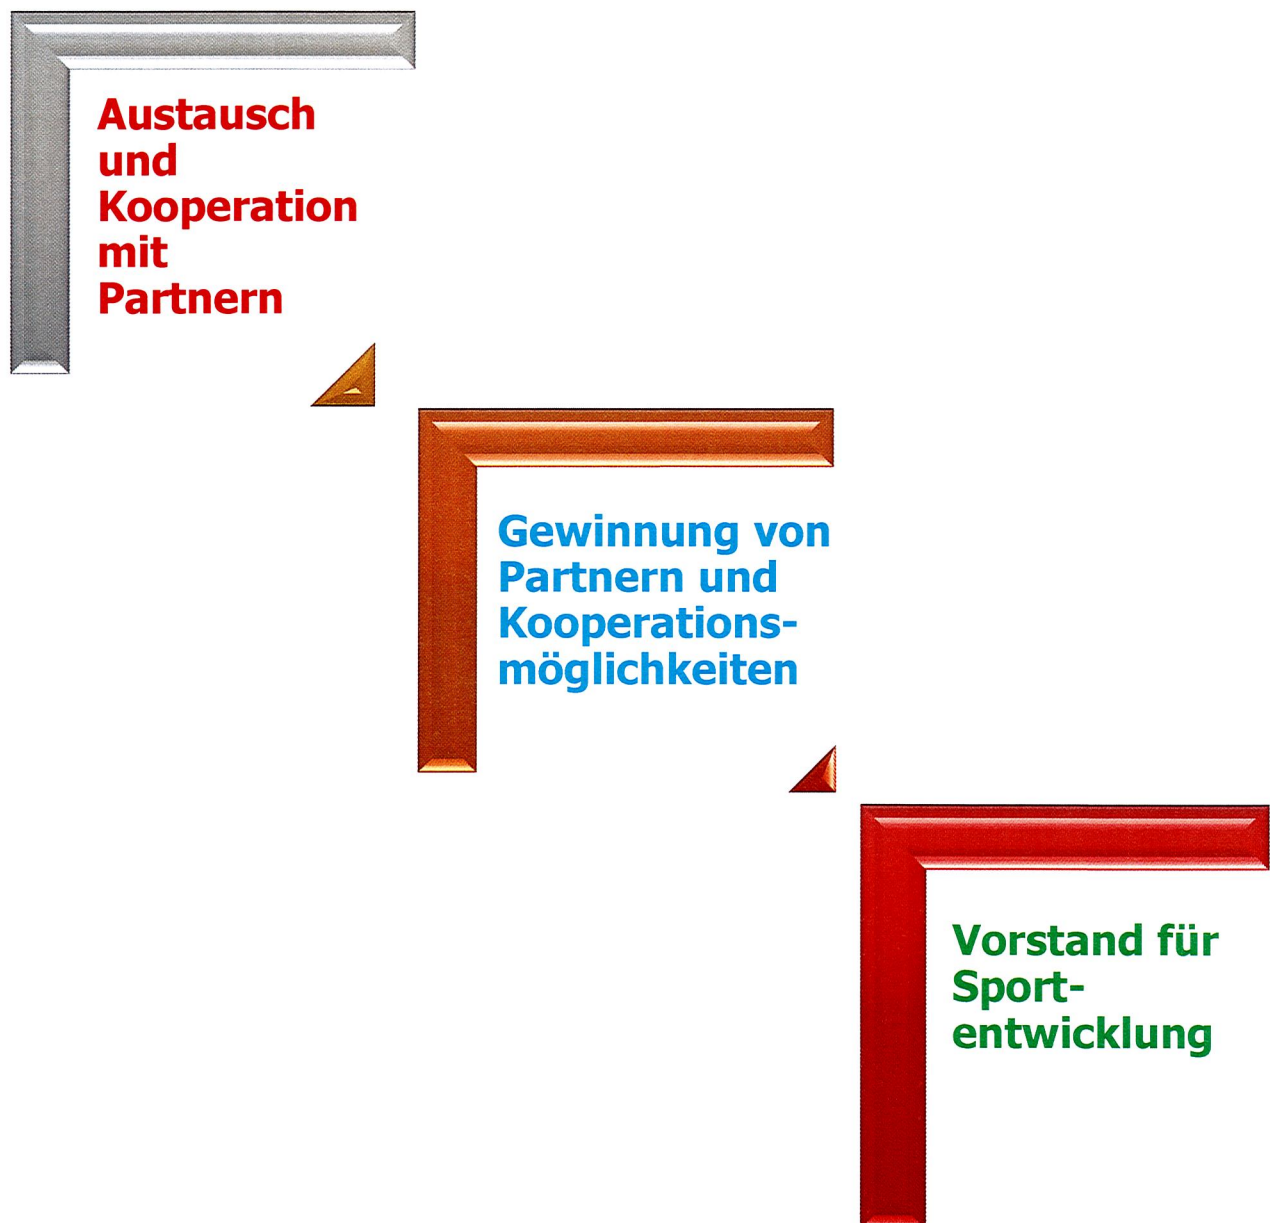 Austausch
und
Kooperation
mit
Partnern
Gewinnung von
Partnern und
Kooperations-
möglichkeiten
Vorstand für
Sport-
entwicklung